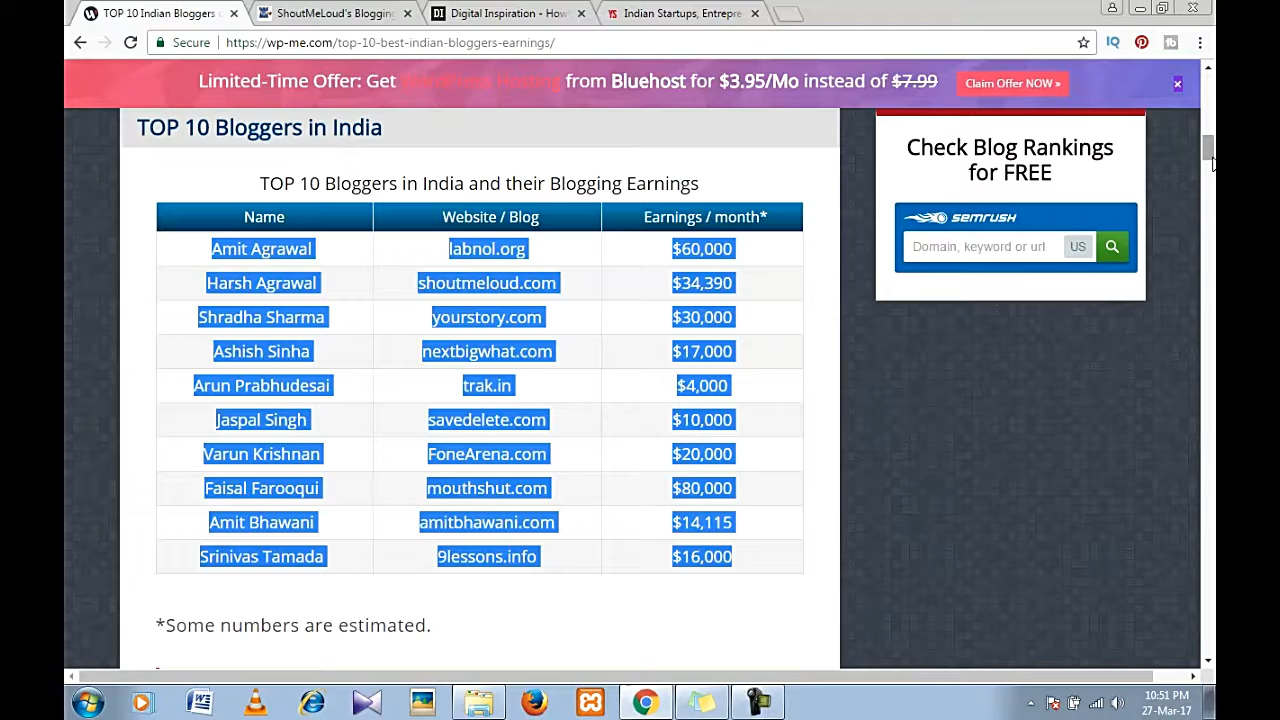 TOP 10 Indian Bloggers
ShoutMeLoud's Blogging
DI Digital Inspiration - How
YS Indian Startups, Entrepre
Secure https://wp-me.com/top-10-best-indian-bloggers-earnings/
Limited-Time Offer: Get WordPress Hosting from Bluehost for $3.95/Mo instead of $7.99 Claim Offer NOW »
TOP 10 Bloggers in India
TOP 10 Bloggers in India and their Blogging Earnings
Name Website / Blog Earnings / month*
Amit Agrawal labnol.org $60,000
Harsh Agrawal shoutmeloud.com $34,390
Shradha Sharma yourstory.com $30,000
Ashish Sinha nextbigwhat.com $17,000
Arun Prabhudesai trak.in $4,000
Jaspal Singh savedelete.com $10,000
Varun Krishnan FoneArena.com $20,000
Faisal Farooqui mouthshut.com $80,000
Amit Bhawani amitbhawani.com $14,115
Srinivas Tamada 9lessons.info $16,000
*Some numbers are estimated.
Check Blog Rankings
for FREE
SEMRUSH
Domain, keyword or url US
10:51 PM
27-Mar-17